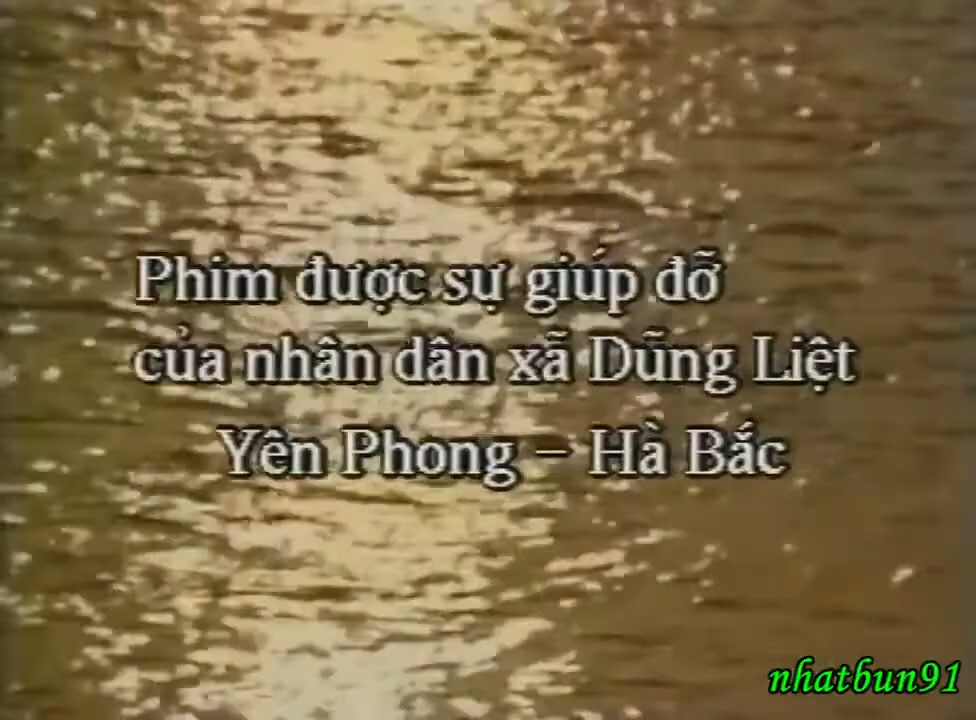 Phim được sự giúp đỡ
của nhân dân xã Dũng Liệt
Yên Phong – Hà Bắc
nhatbun91